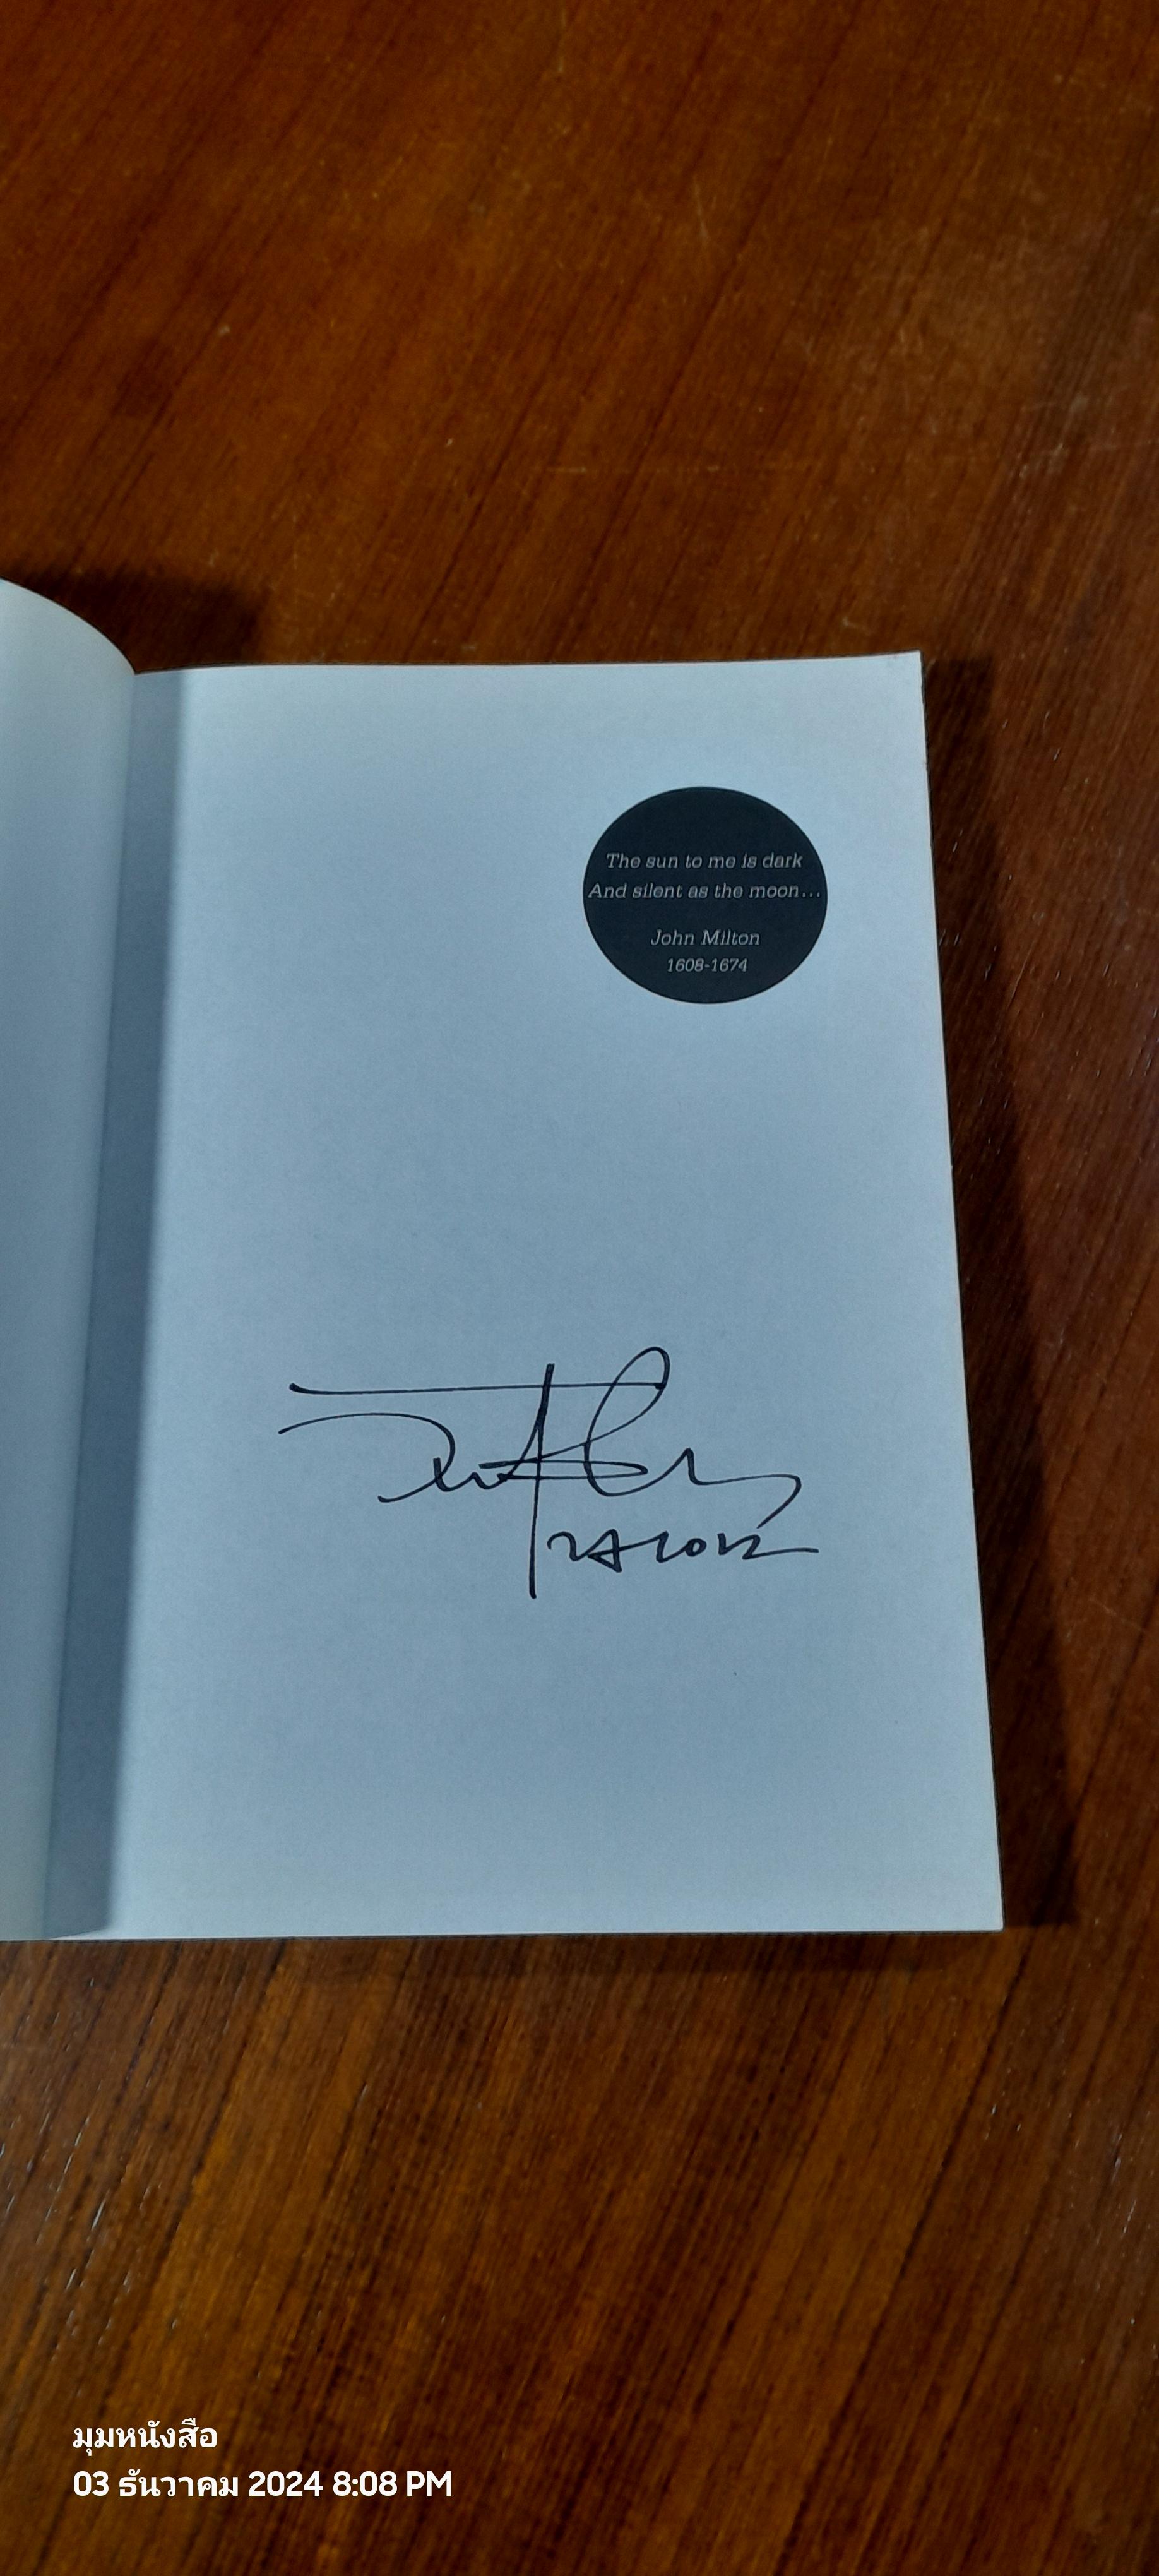 The sun to me is dark
And silent as the moon...
John Milton
1608-1674
มุมหนังสือ
03 ธันวาคม 2024 8:08 PM